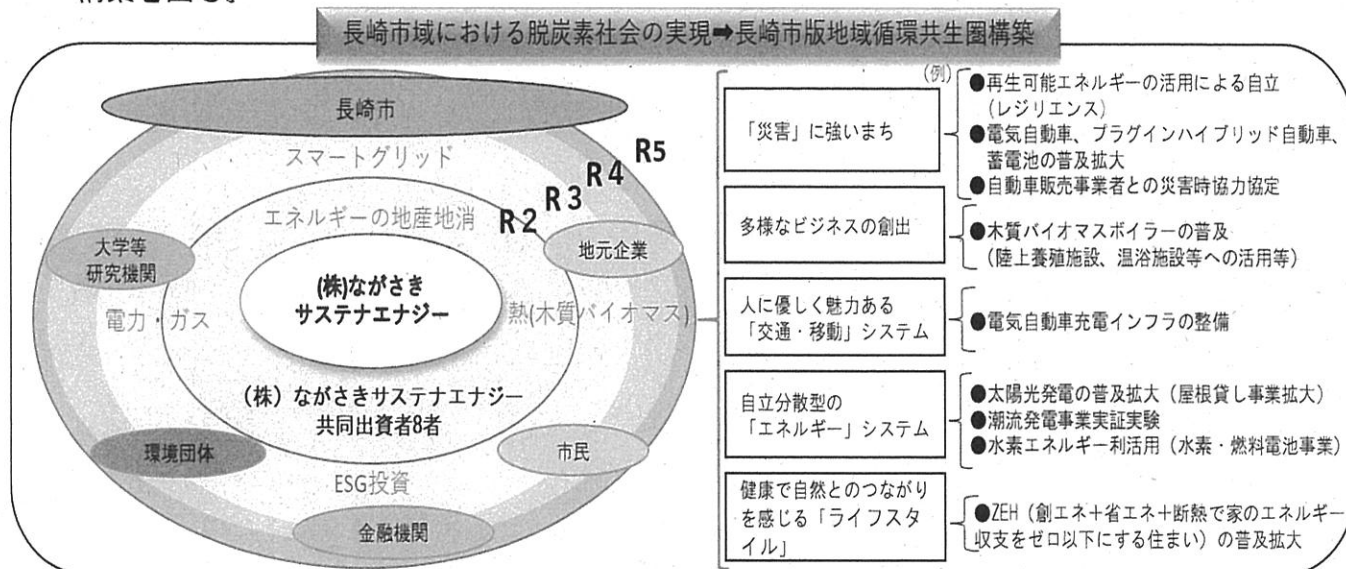 長崎市域における脱炭素社会の実現➡長崎市版地域循環共生圏構築
長崎市
スマートグリッド
R5
R4
R3
R2
エネルギーの地産地消
大学等
研究機関
地元企業
(株)ながさき
サステナエナジー
電力・ガス
熱(木質バイオマス)
(株)ながさきサステナエナジー
共同出資者8者
環境団体
市民
ESG投資
金融機関
(例)
「災害」に強いまち
●再生可能エネルギーの活用による自立
(レジリエンス)
●電気自動車、プラグインハイブリッド自動車、
蓄電池の普及拡大
●自動車販売事業者との災害時協力協定
多様なビジネスの創出
●木質バイオマスボイラーの普及
(陸上養殖施設、温浴施設等への活用等)
人に優しく魅力ある
「交通・移動」システム
●電気自動車充電インフラの整備
自立分散型の
「エネルギー」システム
●太陽光発電の普及拡大(屋根貸し事業拡大)
●潮流発電事業実証実験
●水素エネルギー利活用(水素・燃料電池事業)
健康で自然とのつながり
を感じる「ライフスタ
イル」
●ZEH(創エネ+省エネ+断熱で家のエネルギー
収支をゼロ以下にする住まい)の普及拡大